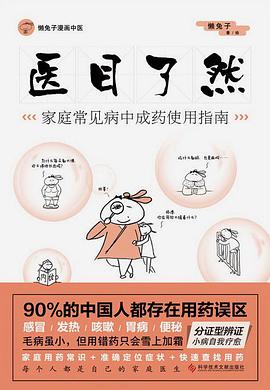 懒兔子漫画中医
懒兔子
著/绘
医目了然
家庭常见病中成药使用指南
90%的中国人都存在用药误区
感冒/发热/咳嗽/胃病/便秘
毛病虽小，但用错药只会雪上加霜
分证型辨证
小病自我疗愈
家庭用药常识+准确定位症状+快速查找用药
每个人都是自己的家庭医生
科学技术文献出版社